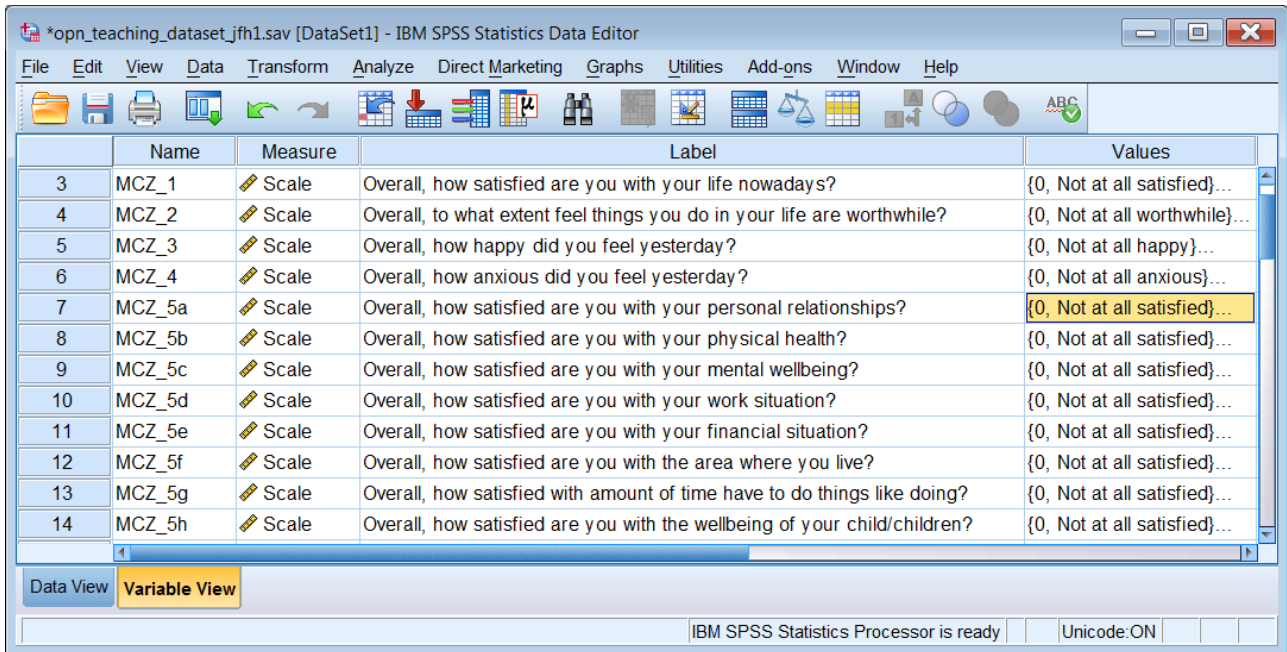 *opn_teaching_dataset_jfh1.sav [DataSet1] - IBM SPSS Statistics Data Editor
File Edit View Data Transform Analyze Direct Marketing Graphs Utilities Add-ons Window Help
μ A 1 ABC
Name Measure Label Values
3 MCZ_1 Scale Overall, how satisfied are you with your life nowadays? {0, Not at all satisfied}...
4 MCZ_2 Scale Overall, to what extent feel things you do in your life are worthwhile? {0, Not at all worthwhile}...
5 MCZ_3 Scale Overall, how happy did you feel yesterday? {0, Not at all happy}...
6 MCZ_4 Scale Overall, how anxious did you feel yesterday? {0, Not at all anxious}...
7 MCZ_5a Scale Overall, how satisfied are you with your personal relationships? {0, Not at all satisfied}...
8 MCZ_5b Scale Overall, how satisfied are you with your physical health? {0, Not at all satisfied}...
9 MCZ_5c Scale Overall, how satisfied are you with your mental wellbeing? {0, Not at all satisfied}...
10 MCZ_5d Scale Overall, how satisfied are you with your work situation? {0, Not at all satisfied}...
11 MCZ_5e Scale Overall, how satisfied are you with your financial situation? {0, Not at all satisfied}...
12 MCZ_5f Scale Overall, how satisfied are you with the area where you live? {0, Not at all satisfied}...
13 MCZ_5g Scale Overall, how satisfied with amount of time have to do things like doing? {0, Not at all satisfied}...
14 MCZ_5h Scale Overall, how satisfied are you with the wellbeing of your child/children? {0, Not at all satisfied}...
Data View Variable View
IBM SPSS Statistics Processor is ready Unicode:ON